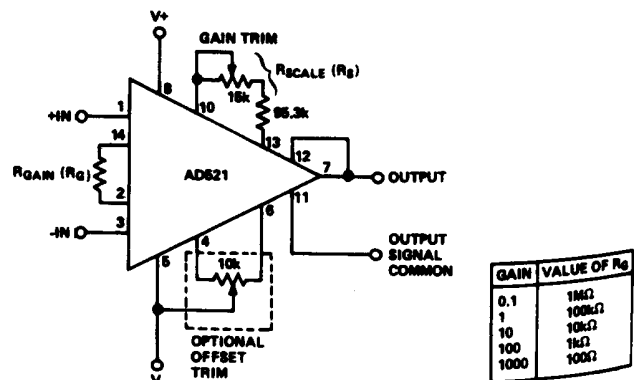 V+
GAIN TRIM
RSCALE (RS)
8
10
15k
95.3k
+IN
1
13
14
12
RGAIN (RG)
AD521
7
OUTPUT
2
11
-IN
3
4
6
5
10k
OUTPUT
SIGNAL
COMMON
OPTIONAL
OFFSET
TRIM
GAIN VALUE OF RG
0.1 1MΩ
1 100kΩ
10 10kΩ
100 1kΩ
1000 100Ω